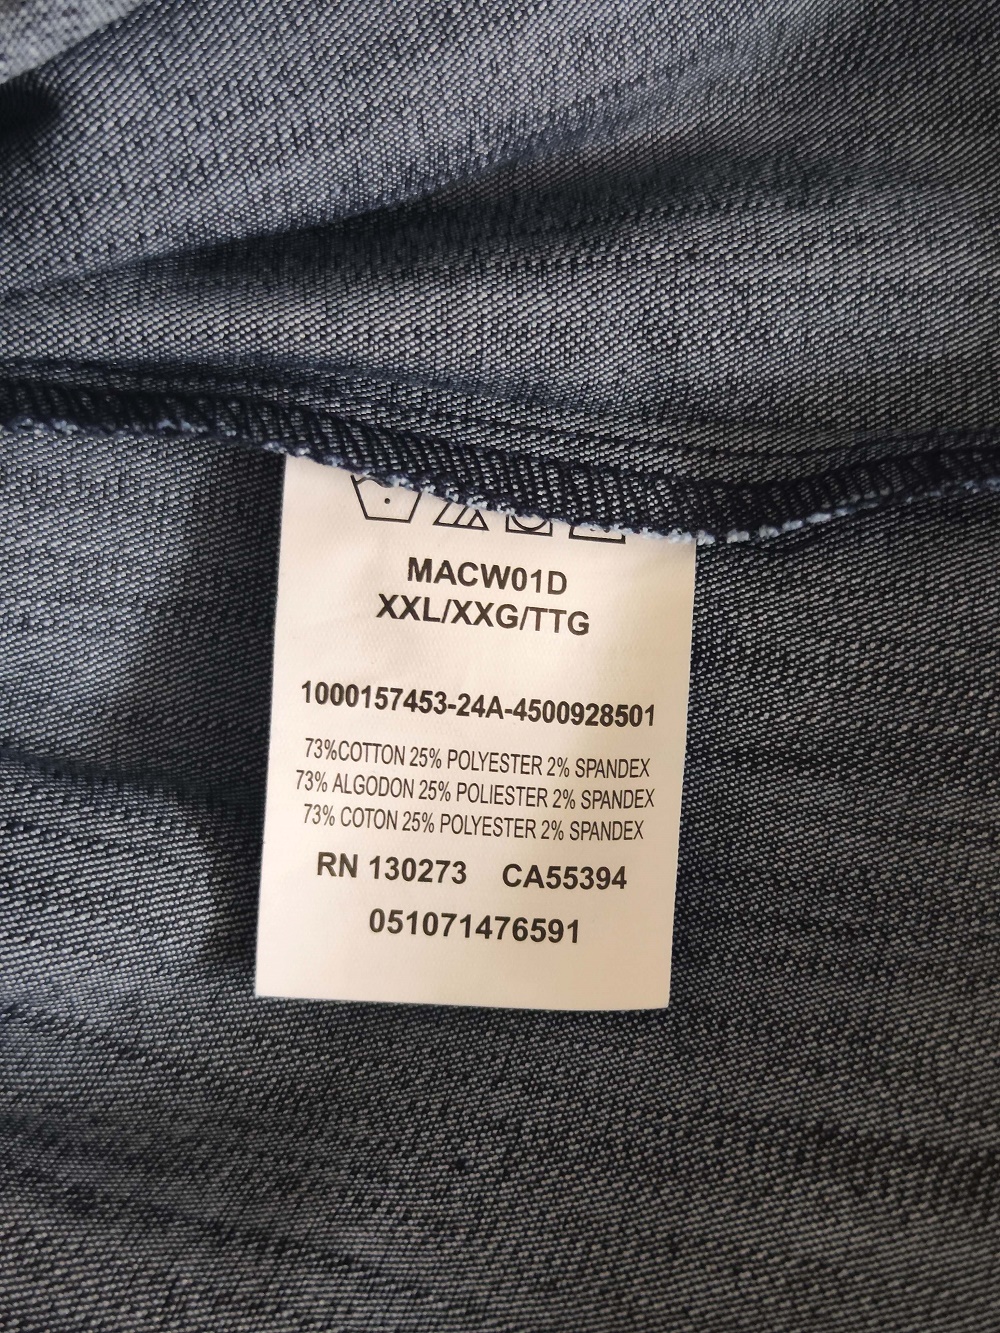 MACW01D
XXL/XXG/TTG
1000157453-24A-4500928501
73%COTTON 25% POLYESTER 2% SPANDEX
73% ALGODON 25% POLIESTER 2% SPANDEX
73% COTON 25% POLYESTER 2% SPANDEX
RN 130273 CA55394
051071476591